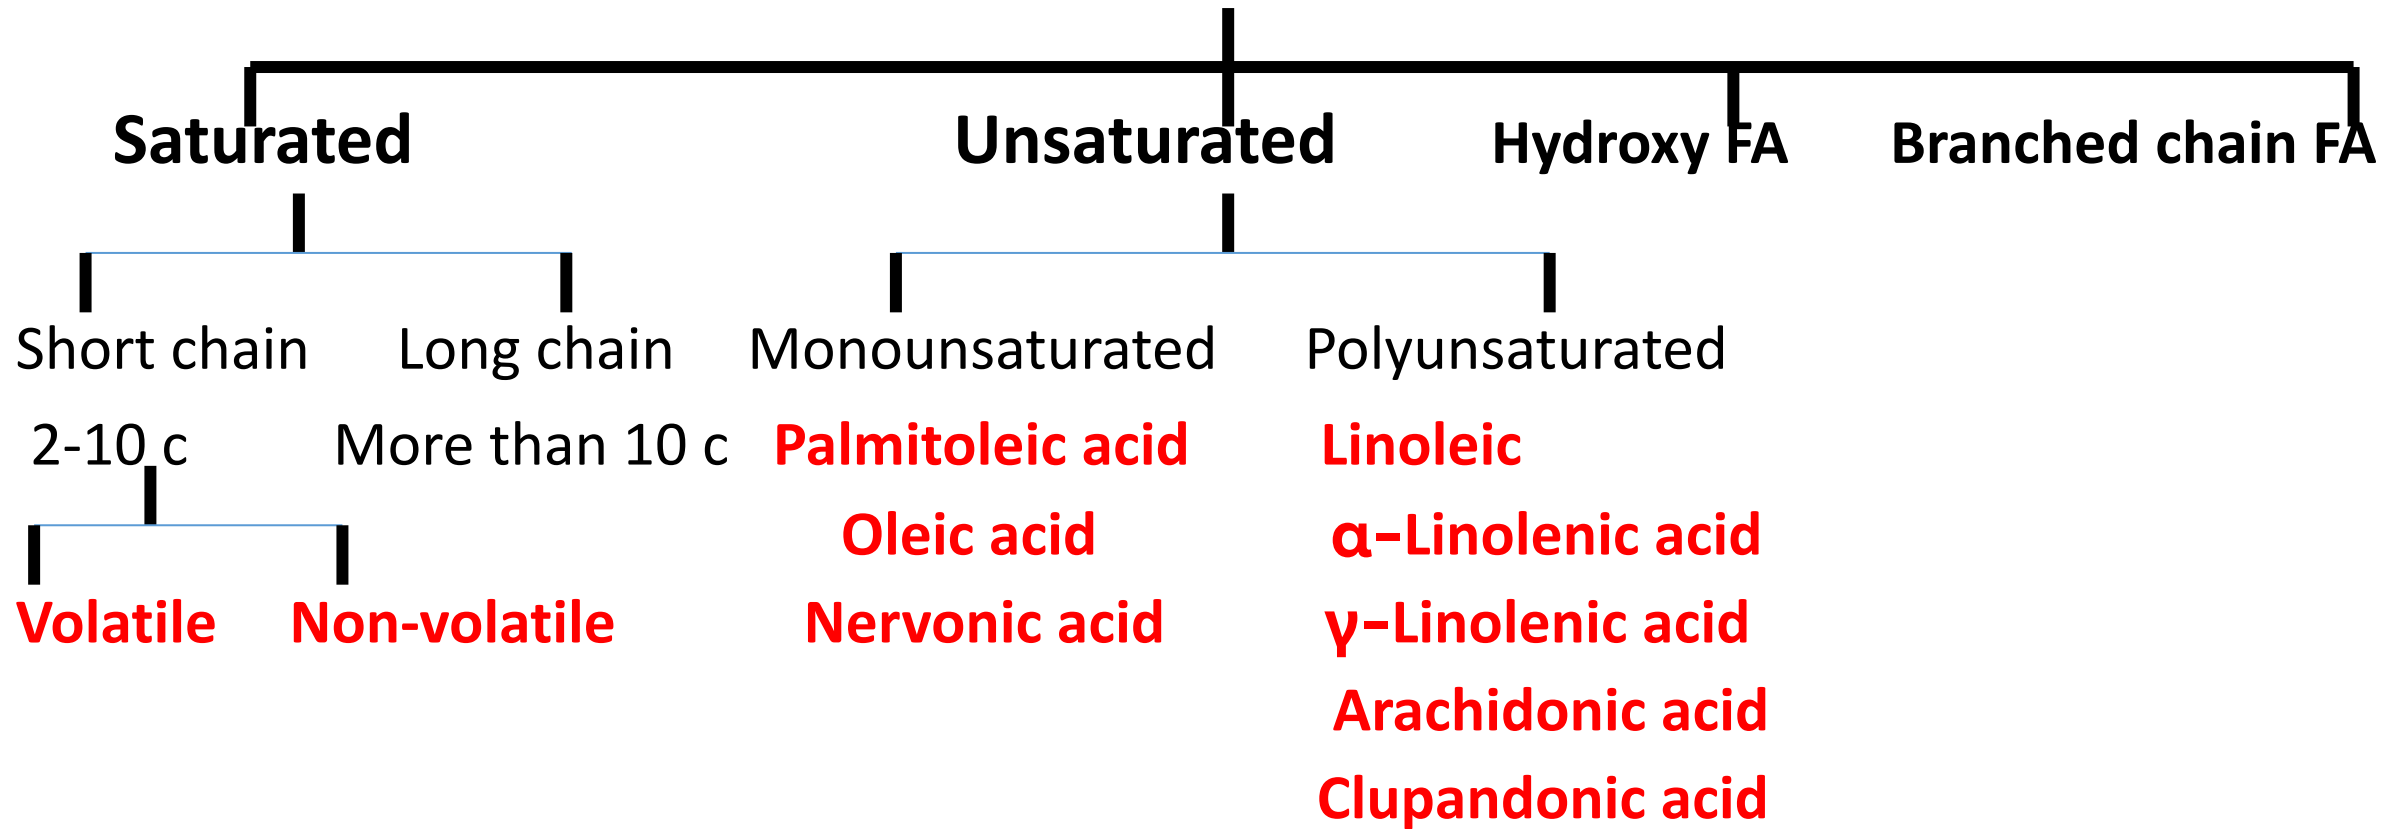 Saturated Unsaturated Hydroxy FA Branched chain FA
Short chain Long chain Monounsaturated Polyunsaturated
2-10 c More than 10 c Palmitoleic acid Linoleic
Oleic acid α–Linolenic acid
Volatile Non-volatile Nervonic acid γ–Linolenic acid
Arachidonic acid
Clupandonic acid